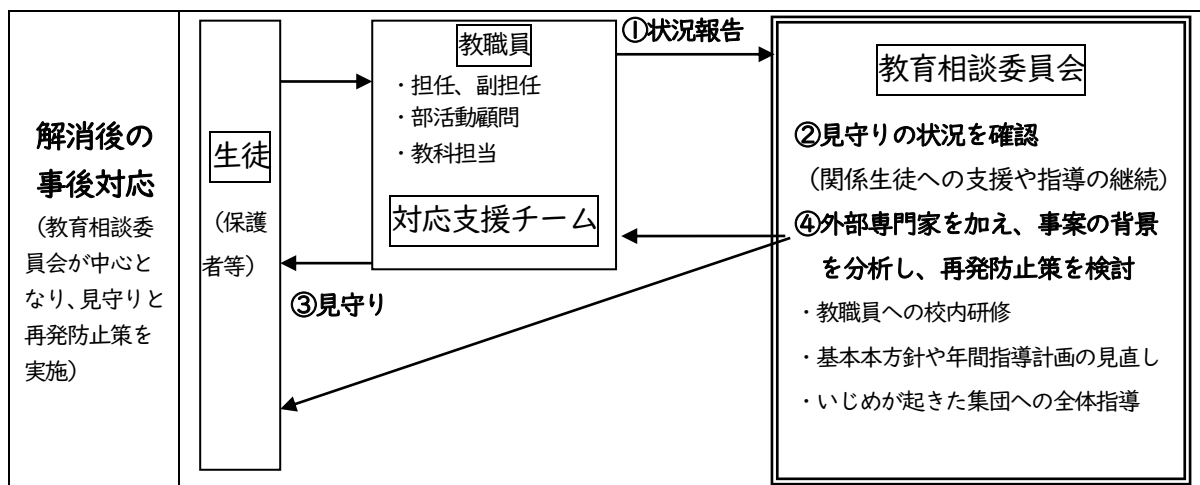 解消後の
事後対応
（教育相談委
員会が中心と
なり、見守りと
再発防止策を
実施）
生徒
（保護
者等）
教職員
・担任、副担任
・部活動顧問
・教科担当
対応支援チーム
①状況報告
③見守り
教育相談委員会
②見守りの状況を確認
（関係生徒への支援や指導の継続）
④外部専門家を加え、事案の背景
を分析し、再発防止策を検討
・教職員への校内研修
・基本本方針や年間指導計画の見直し
・いじめが起きた集団への全体指導